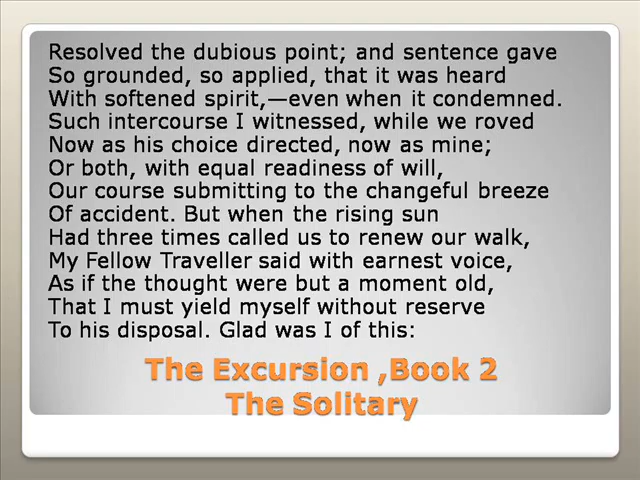 Resolved the dubious point; and sentence gave
So grounded, so applied, that it was heard
With softened spirit,—even when it condemned.
Such intercourse I witnessed, while we roved
Now as his choice directed, now as mine;
Or both, with equal readiness of will,
Our course submitting to the changeful breeze
Of accident. But when the rising sun
Had three times called us to renew our walk,
My Fellow Traveller said with earnest voice,
As if the thought were but a moment old,
That I must yield myself without reserve
To his disposal. Glad was I of this:
The Excursion ,Book 2
The Solitary